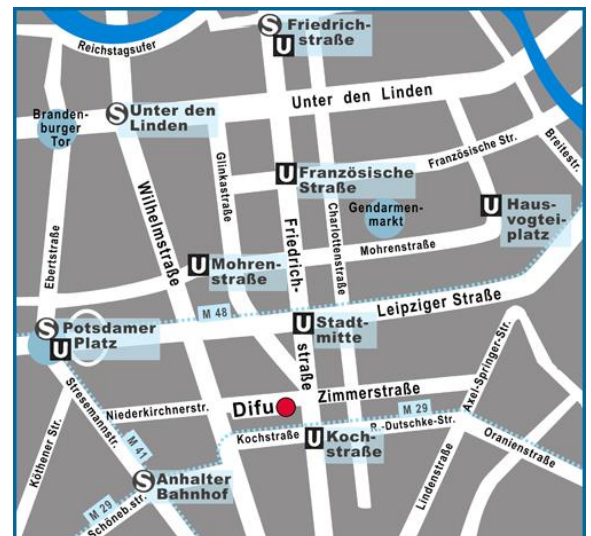 Reichstagsufer
S Friedrich-
U straße
Unter den Linden
Branden-
burger
Tor
S Unter den
Linden
Breitestr.
Glinkastraße
Französische Str.
U Französische
Straße
Wilhelmstraße
Friedrich-
straße
Charlottenstraße
Gendarmen-
markt
U Haus-
vogtei-
platz
Ebertstraße
U Mohren-
straße
Mohrenstraße
M 48
Leipziger Straße
S Potsdamer
U Platz
U Stadt-
mitte
Axel-Springer-Str.
Stresemannstr.
Niederkirchnerstr.
Difu
Zimmerstraße
M 29
Kochstraße
U Koch-
straße
R.-Dutschke-Str.
Oranienstraße
M 41
Köthener Str.
S Anhalter
Bahnhof
Lindenstraße
M 29
Schöneb.str.